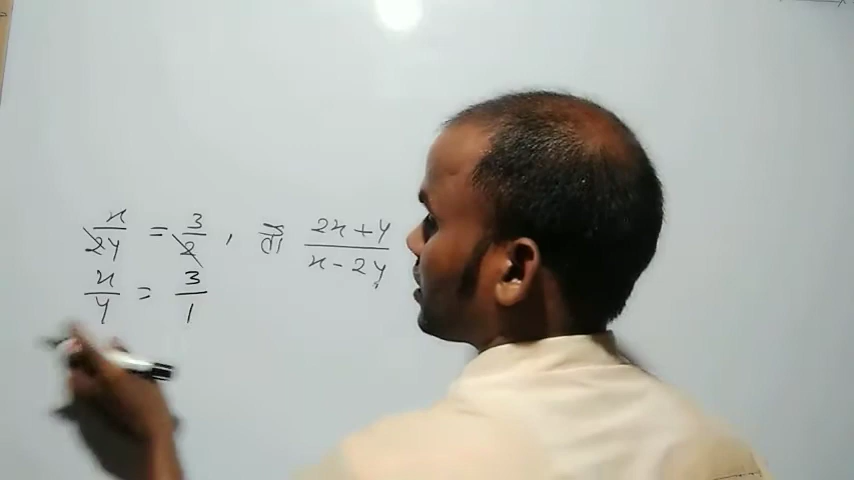 x/2y = 3/2 , तो (2x+y)/(x-2y)
x/y = 3/1